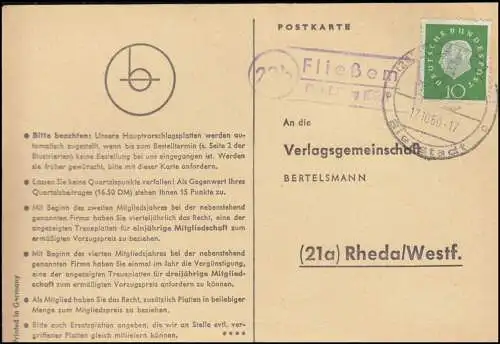 POSTKARTE
DEUTSCHE BUNDESPOST
10
22b
Fließem
17.10.60-17
An die
Verlagsgemeinschaft
BERTELSMANN
(21a) Rheda/Westf.
b
Bitte beachten: Unsere Hauptvorschlagsplatten werden au-
tomatisch zugestellt, wenn bis zum Bestelltermin (s. Seite 2 der
Illustrierten) keine Bestellung bei uns eingegangen ist. Werden
sie früher gewünscht, bitte mit dieser Karte anfordern.
Lassen Sie keine Quartalspunkte verfallen! Als Gegenwert Ihres
Quartalsbetrages (16.50 DM) stehen Ihnen 15 Punkte zu.
Mit Beginn des zweiten Mitgliedsjahres bei der nebenstehend
genannten Firma haben Sie vierteljährlich das Recht, eine der
angezeigten Treueplatten für einjährige Mitgliedschaft zum
ermäßigten Vorzugspreis zu beziehen.
Mit Beginn des vierten Mitgliedsjahres bei der nebenstehend
genannten Firma haben Sie einmal im Jahr die Vergünstigung,
eine der angezeigten Treueplatten für dreijährige Mitglied-
schaft zum ermäßigten Vorzugspreis anfordern zu können.
Als Mitglied haben Sie das Recht, zusätzlich Platten in beliebiger
Menge zum Mitgliedspreis zu beziehen.
Bitte auch Ersatzplatten angeben, die wir an Stelle evtl. ver-
griffener Platten gleich mitliefern können.
****
Printed in Germany